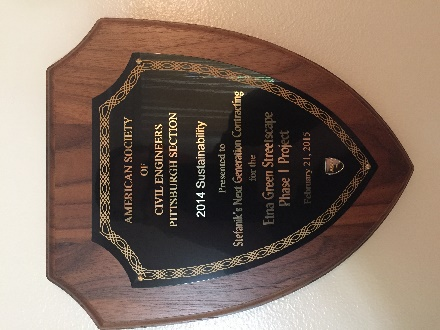 AMERICAN SOCIETY
OF
CIVIL ENGINEERS
PITTSBURGH SECTION
2014 Sustainability
Presented to
Stefanik's Next Generation Contracting
for the
Etna Green Streetscape
Phase 1 Project
February 21, 2015